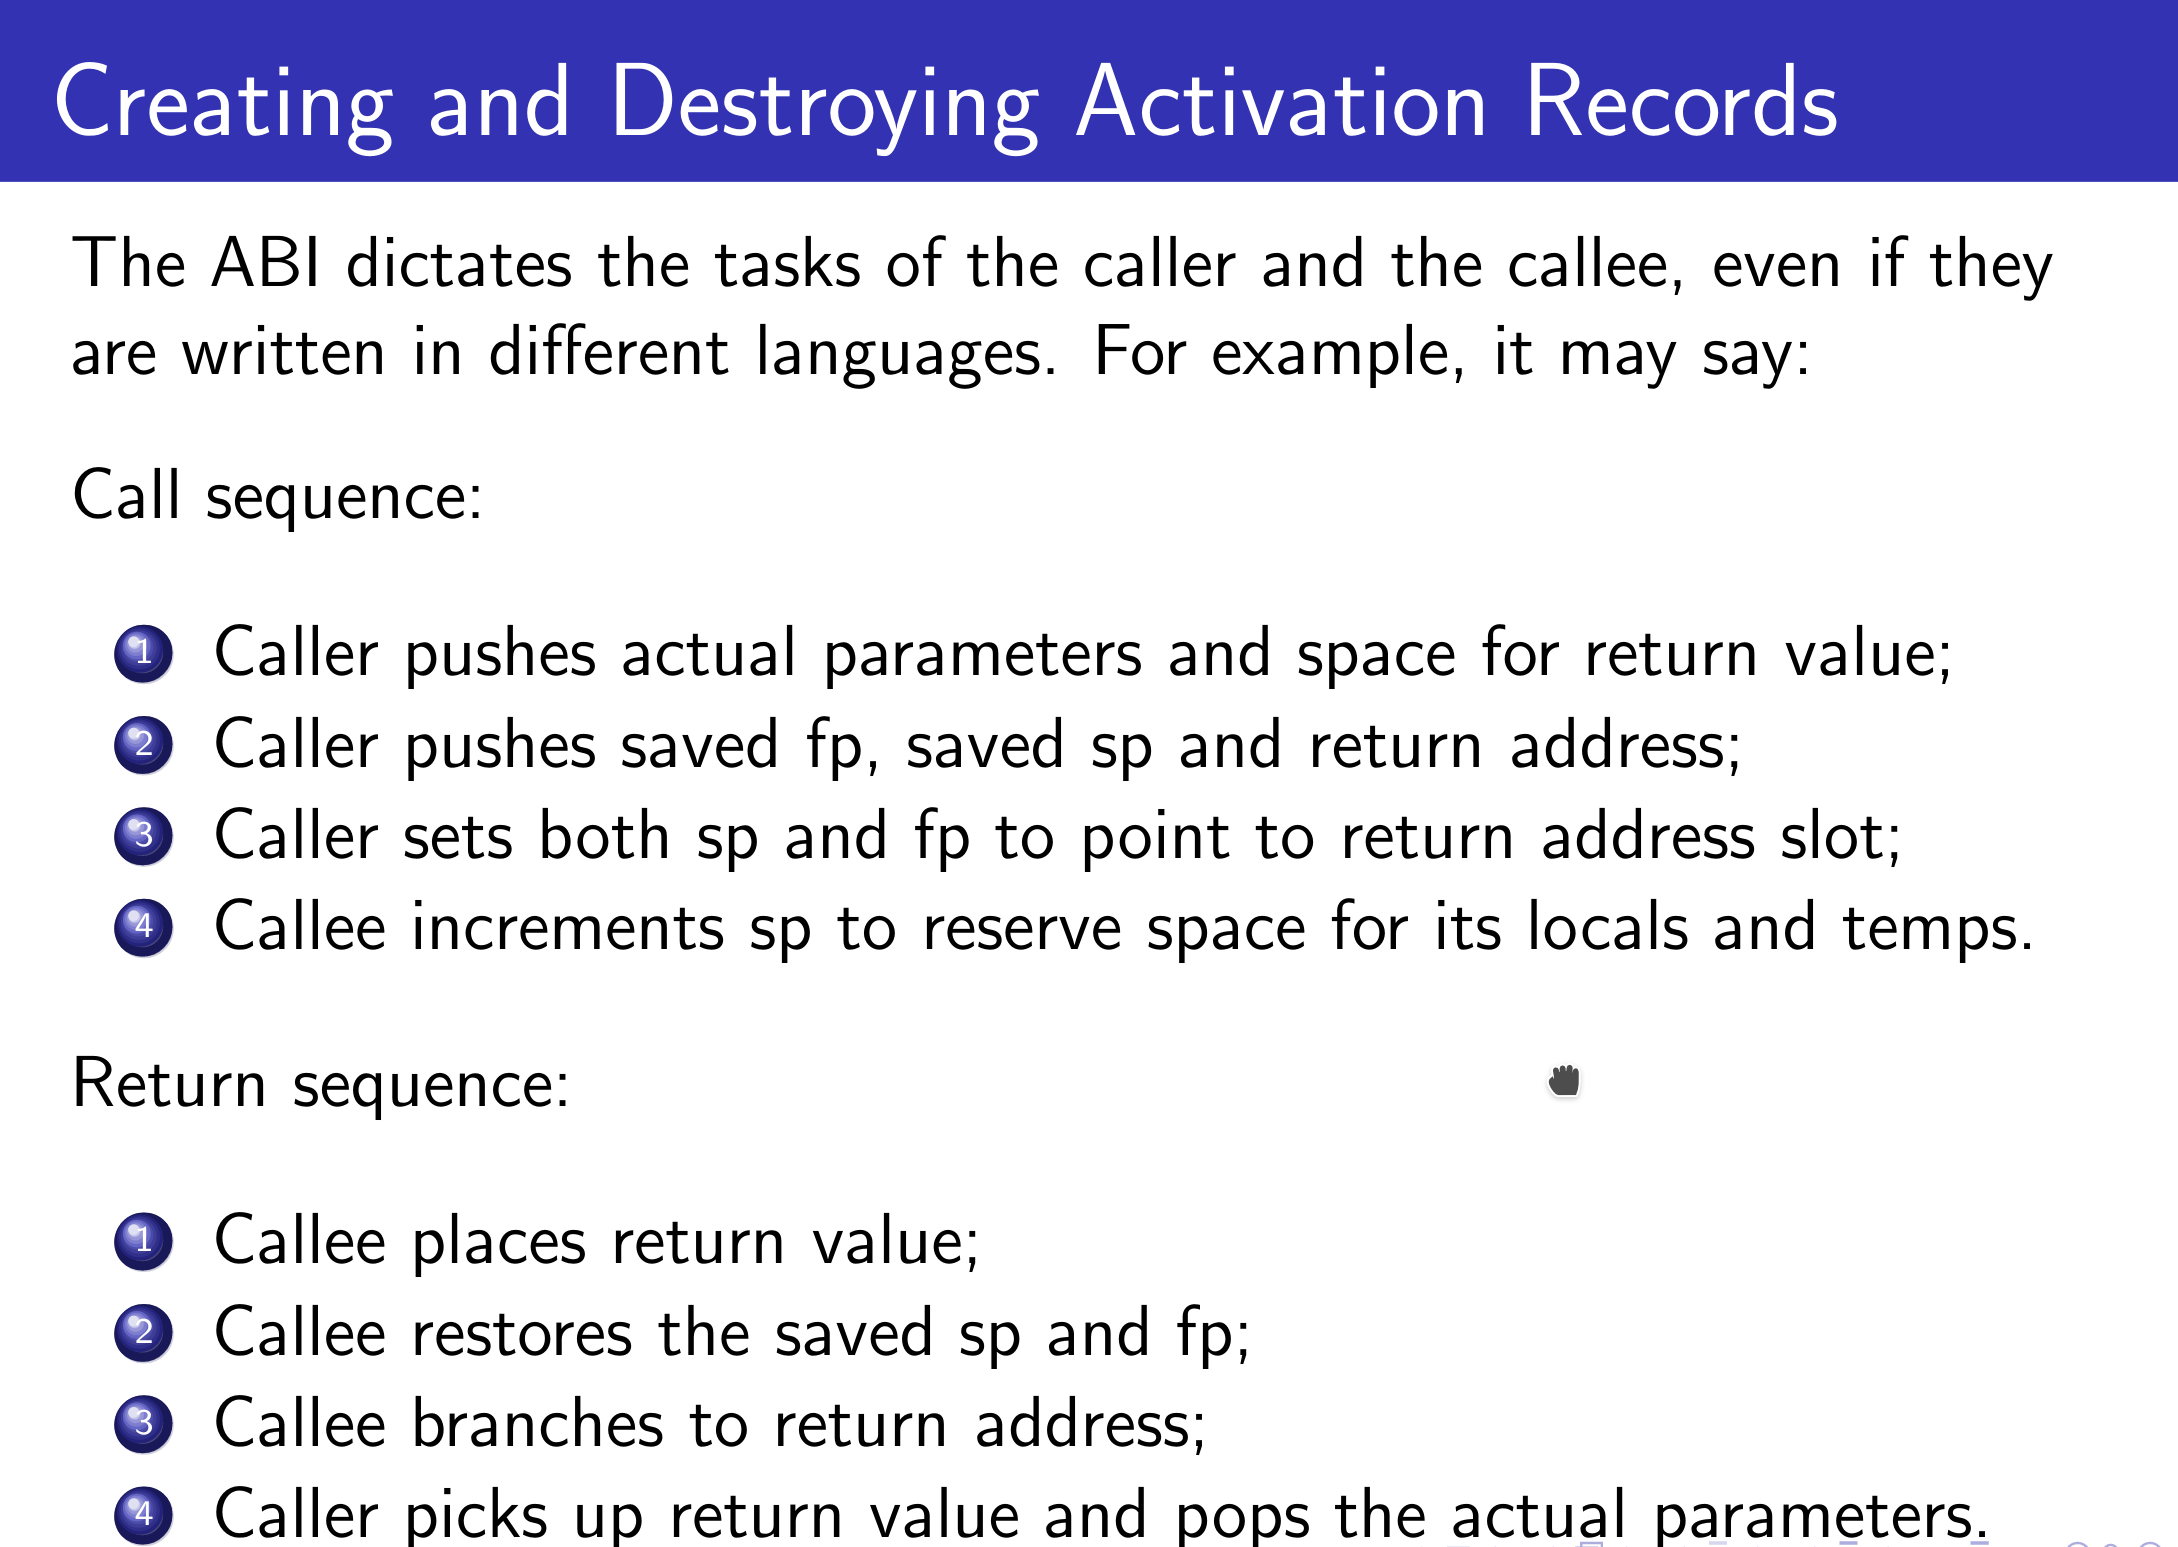 Creating and Destroying Activation Records
The ABI dictates the tasks of the caller and the callee, even if they
are written in different languages. For example, it may say:
Call sequence:
1 Caller pushes actual parameters and space for return value;
2 Caller pushes saved fp, saved sp and return address;
3 Caller sets both sp and fp to point to return address slot;
4 Callee increments sp to reserve space for its locals and temps.
Return sequence:
1 Callee places return value;
2 Callee restores the saved sp and fp;
3 Callee branches to return address;
4 Caller picks up return value and pops the actual parameters.